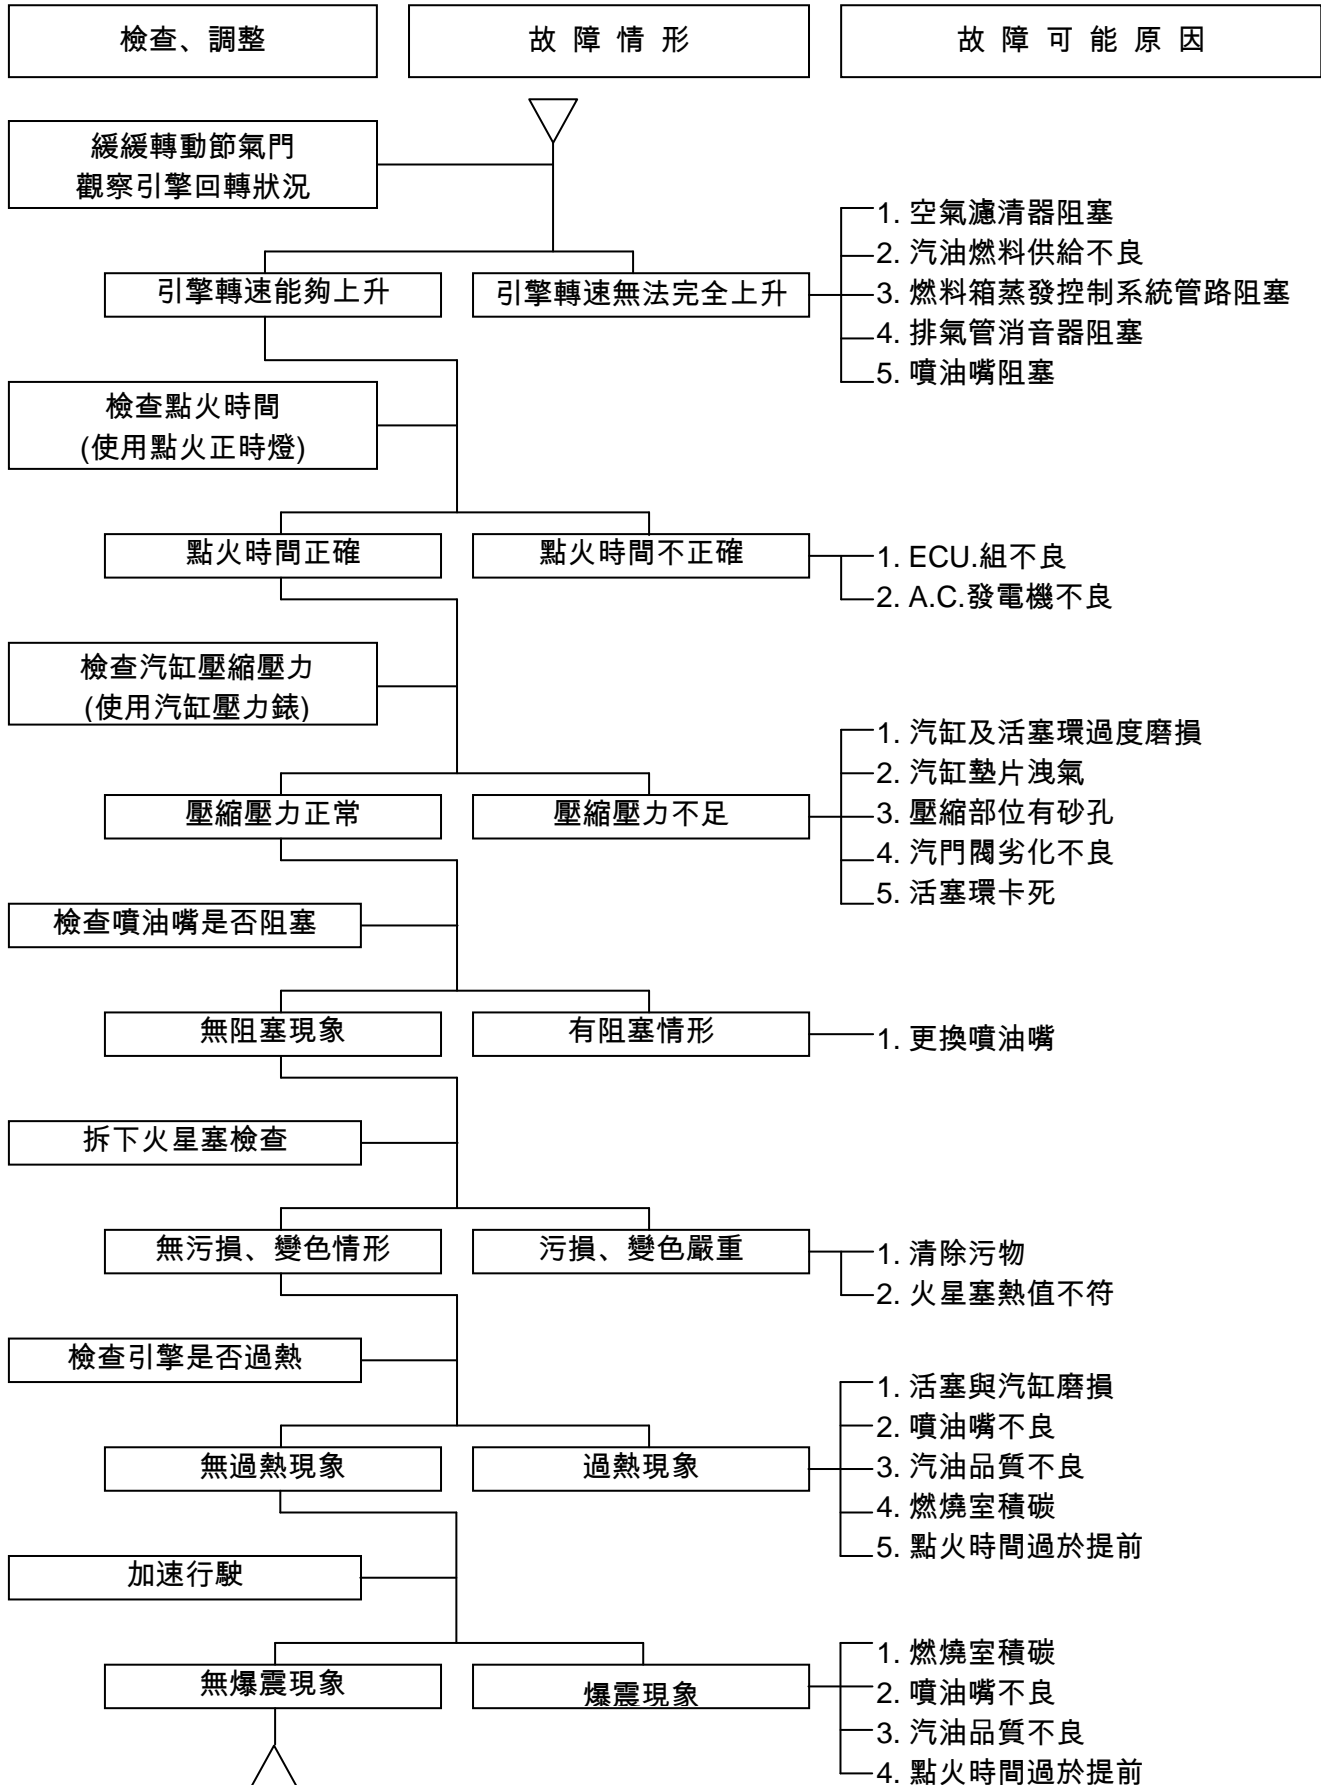 檢查、調整
故 障 情 形
故 障 可 能 原 因
緩緩轉動節氣門
觀察引擎回轉狀況
引擎轉速能夠上升
引擎轉速無法完全上升
1. 空氣濾清器阻塞
2. 汽油燃料供給不良
3. 燃料箱蒸發控制系統管路阻塞
4. 排氣管消音器阻塞
5. 噴油嘴阻塞
檢查點火時間
(使用點火正時燈)
點火時間正確
點火時間不正確
1. ECU.組不良
2. A.C.發電機不良
檢查汽缸壓縮壓力
(使用汽缸壓力錶)
壓縮壓力正常
壓縮壓力不足
1. 汽缸及活塞環過度磨損
2. 汽缸墊片洩氣
3. 壓縮部位有砂孔
4. 汽門閥劣化不良
5. 活塞環卡死
檢查噴油嘴是否阻塞
無阻塞現象
有阻塞情形
1. 更換噴油嘴
拆下火星塞檢查
無污損、變色情形
污損、變色嚴重
1. 清除污物
2. 火星塞熱值不符
檢查引擎是否過熱
無過熱現象
過熱現象
1. 活塞與汽缸磨損
2. 噴油嘴不良
3. 汽油品質不良
4. 燃燒室積碳
5. 點火時間過於提前
加速行駛
無爆震現象
爆震現象
1. 燃燒室積碳
2. 噴油嘴不良
3. 汽油品質不良
4. 點火時間過於提前